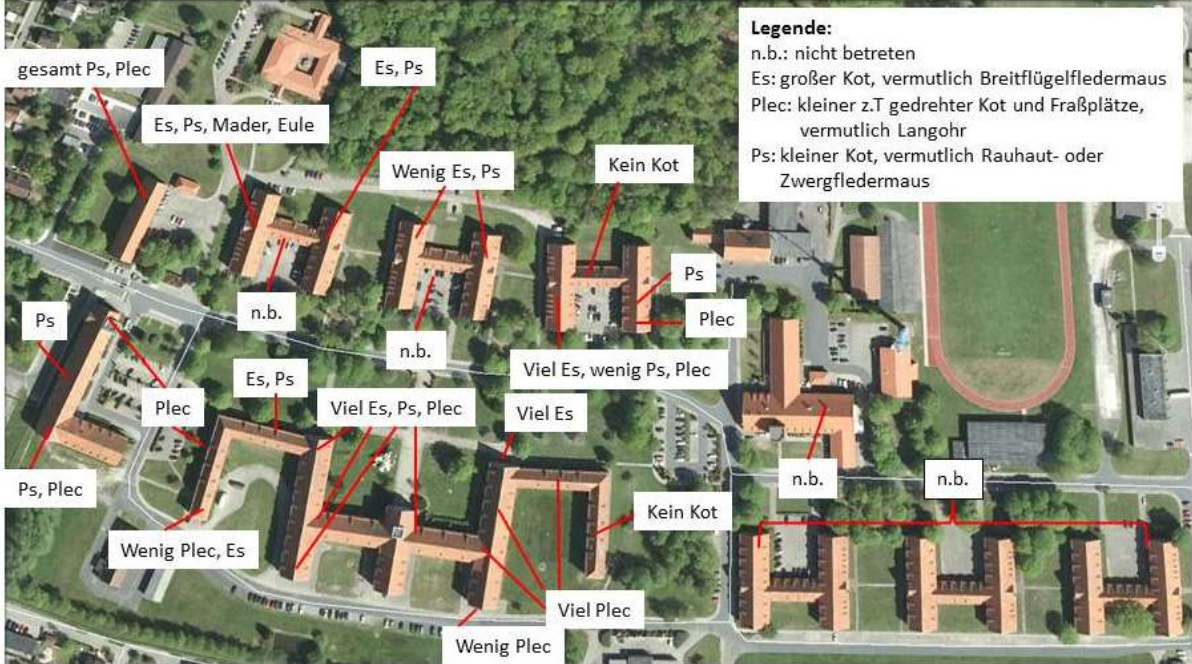 Legende:
n.b.: nicht betreten
Es: großer Kot, vermutlich Breitflügelfledermaus
Plec: kleiner z.T gedrehter Kot und Fraßplätze,
vermutlich Langohr
Ps: kleiner Kot, vermutlich Rauhaut- oder
Zwergfledermaus
gesamt Ps, Plec
Es, Ps
Es, Ps, Mader, Eule
Wenig Es, Ps
Kein Kot
Ps
Plec
n.b.
n.b.
Viel Es, wenig Ps, Plec
Ps
Plec
Es, Ps
Viel Es, Ps, Plec
Viel Es
Ps, Plec
Wenig Plec, Es
Kein Kot
n.b.
n.b.
Viel Plec
Wenig Plec